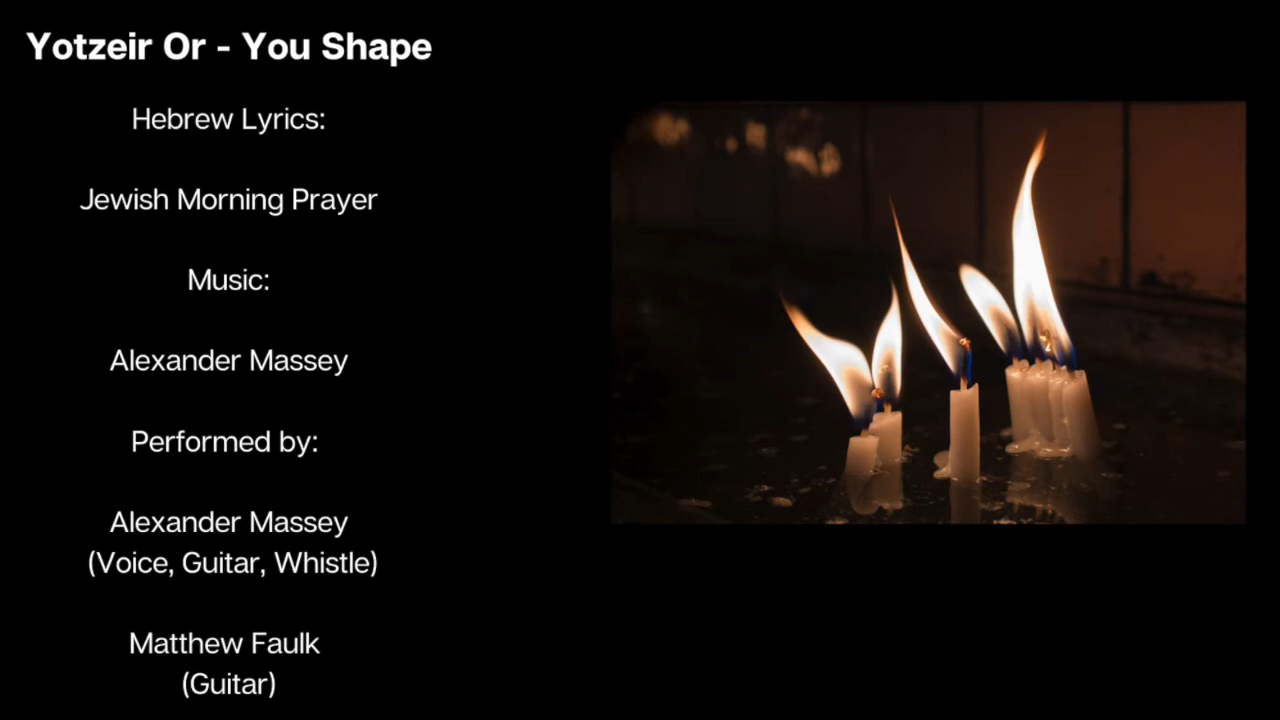 Yotzeir Or - You Shape
Hebrew Lyrics:
Jewish Morning Prayer
Music:
Alexander Massey
Performed by:
Alexander Massey
(Voice, Guitar, Whistle)
Matthew Faulk
(Guitar)